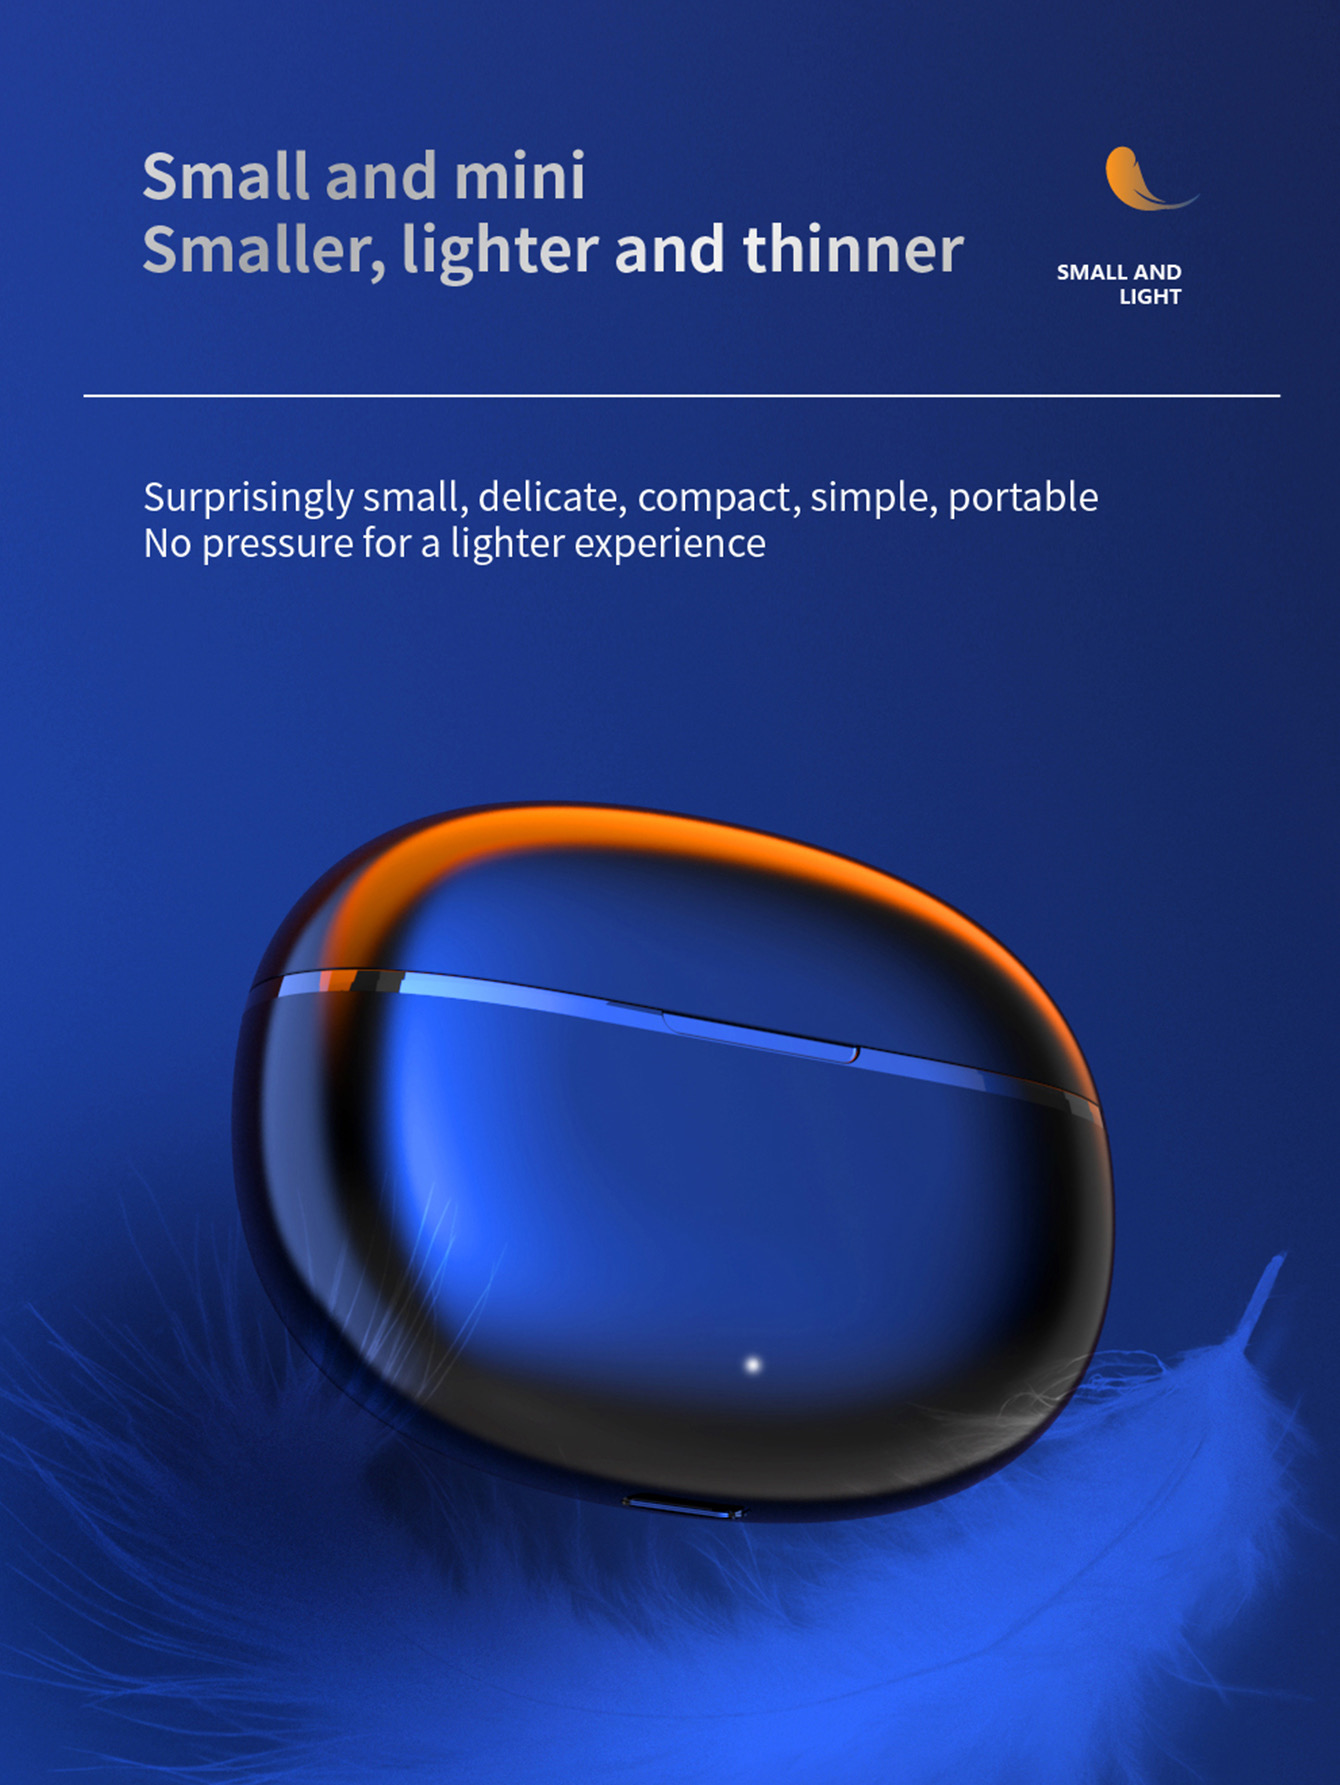 Small and mini
Smaller, lighter and thinner
SMALL AND
LIGHT
Surprisingly small, delicate, compact, simple, portable
No pressure for a lighter experience